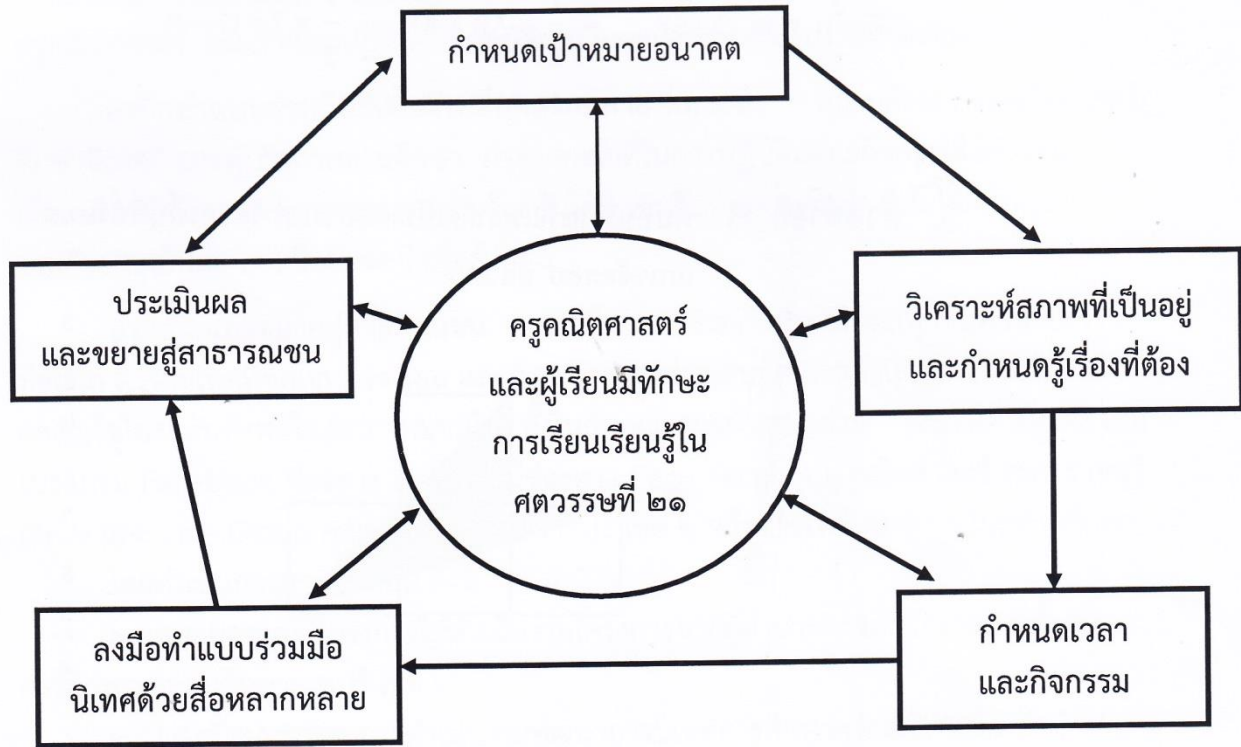 กำหนดเป้าหมายอนาคต
ประเมินผล
และขยายสู่สาธารณชน
ครูคณิตศาสตร์
และผู้เรียนมีทักษะ
การเรียนเรียนรู้ใน
ศตวรรษที่ ๒๑
วิเคราะห์สภาพที่เป็นอยู่
และกำหนดรู้เรื่องที่ต้อง
ลงมือทำแบบร่วมมือ
นิเทศด้วยสื่อหลากหลาย
กำหนดเวลา
และกิจกรรม